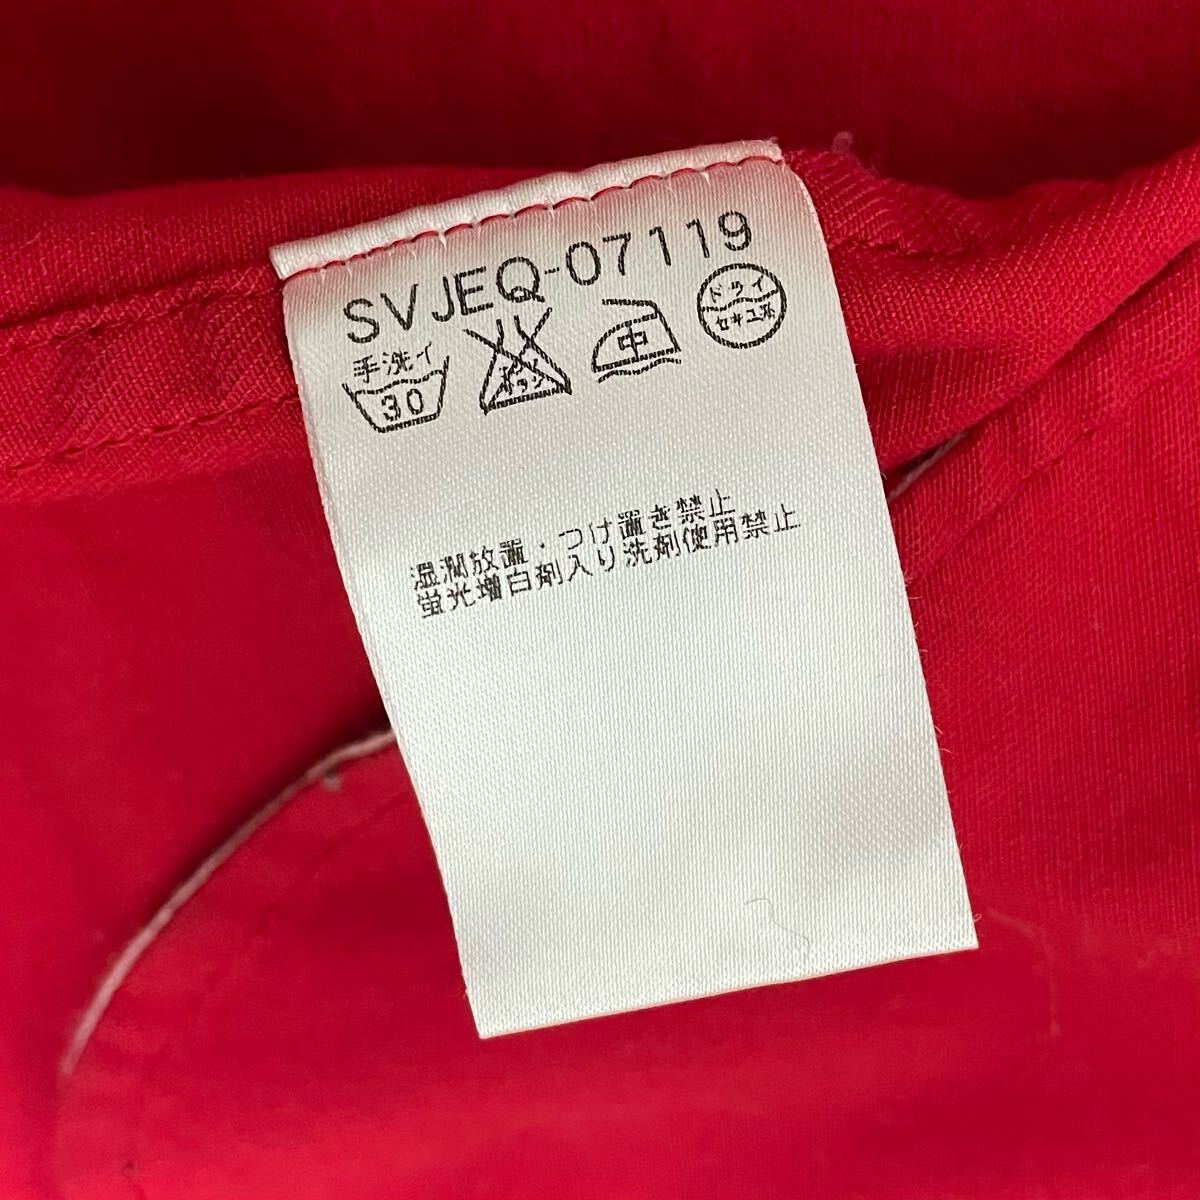 SVJEQ-07119
手洗イ
30
中
ドライ
セキユ系
湿潤放置・つけ置き禁止
蛍光増白剤入り洗剤使用禁止